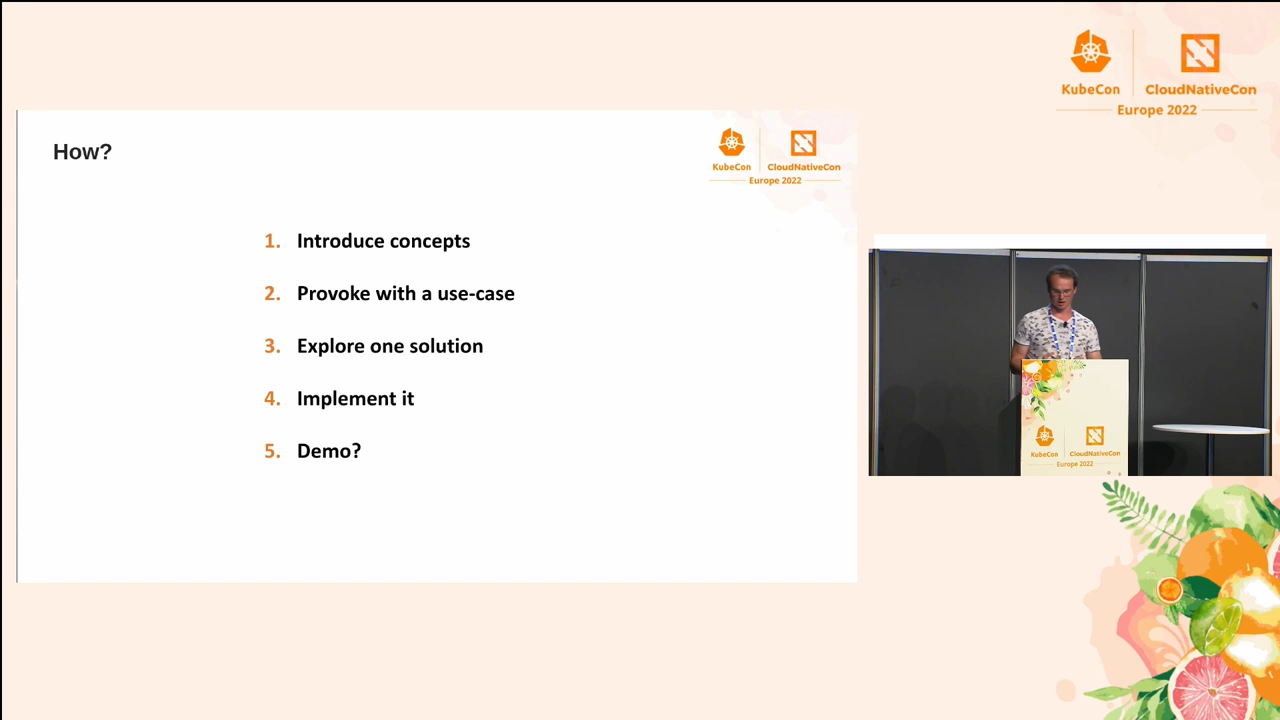 KubeCon
CloudNativeCon
Europe 2022
How?
KubeCon
CloudNativeCon
Europe 2022
1. Introduce concepts
2. Provoke with a use-case
3. Explore one solution
4. Implement it
5. Demo?
KubeCon
CloudNativeCon
Europe 2022